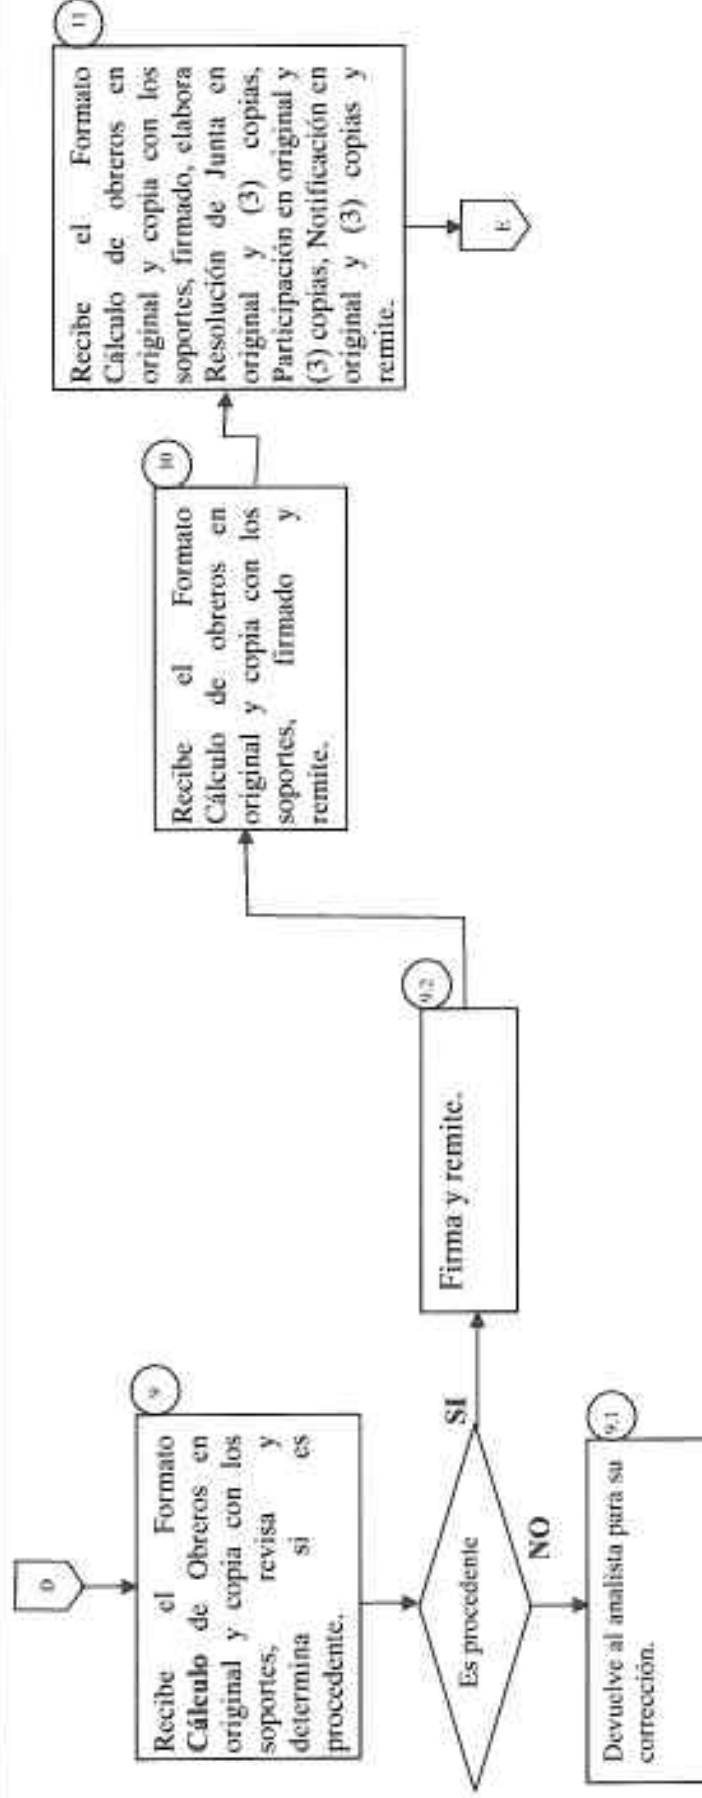 D
9
Recibe el Formato
Cálculo de Obreros en
original y copia con los
soportes, revisa y
determina si es
procedente.
Es procedente
SI
NO
9.1
Devuelve al analista para su
corrección.
9.2
Firma y remite.
10
Recibe el Formato
Cálculo de obreros en
original y copia con los
soportes, firmado y
remite.
11
Recibe el Formato
Cálculo de obreros en
original y copia con los
soportes, firmado, elabora
Resolución de Junta en
original y (3) copias,
Participación en original y
(3) copias, Notificación en
original y (3) copias y
remite.
E